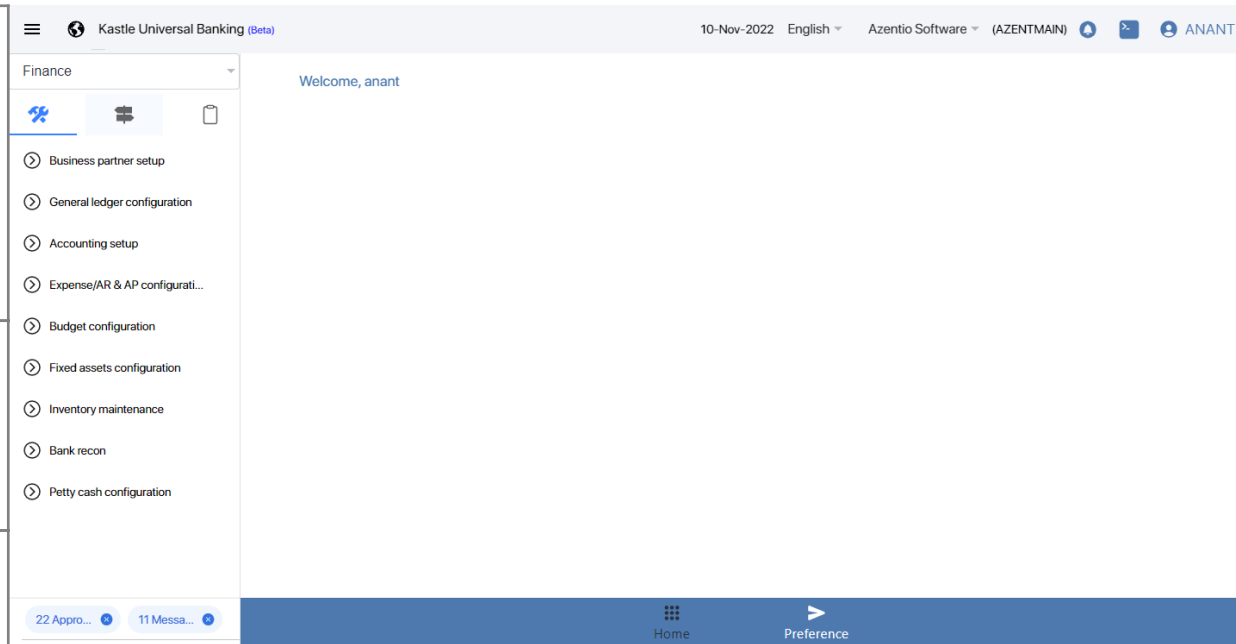 Kastle Universal Banking (Beta) 10-Nov-2022 English Azentio Software (AZENTMAIN) ANANT
Finance
Welcome, anant
Business partner setup
General ledger configuration
Accounting setup
Expense/AR & AP configurati...
Budget configuration
Fixed assets configuration
Inventory maintenance
Bank recon
Petty cash configuration
22 Appro... 11 Messa...
Home Preference